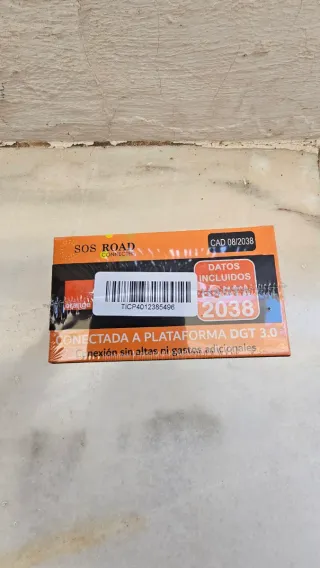 SOS ROAD
CONNECTED
CAD 08/2038
DATOS
INCLUIDOS
2038
TICP4012385496
CONECTADA A PLATAFORMA DGT 3.0
Conexión sin altas ni gastos adicionales